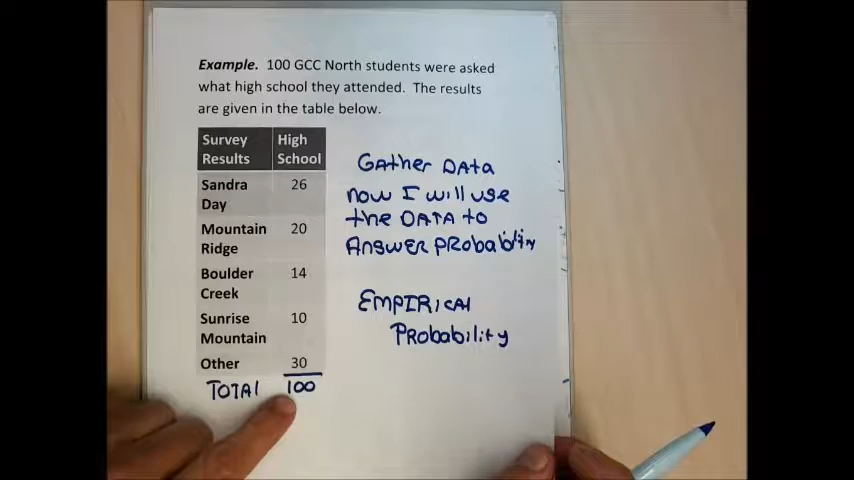 Example. 100 GCC North students were asked
what high school they attended. The results
are given in the table below.
Survey Results High School
Sandra Day 26
Mountain Ridge 20
Boulder Creek 14
Sunrise Mountain 10
Other 30
TOTAL 100
GATHER DATA
now I will use
the DATA to
ANSWER PRobability
EMPIRICAl
PRobability